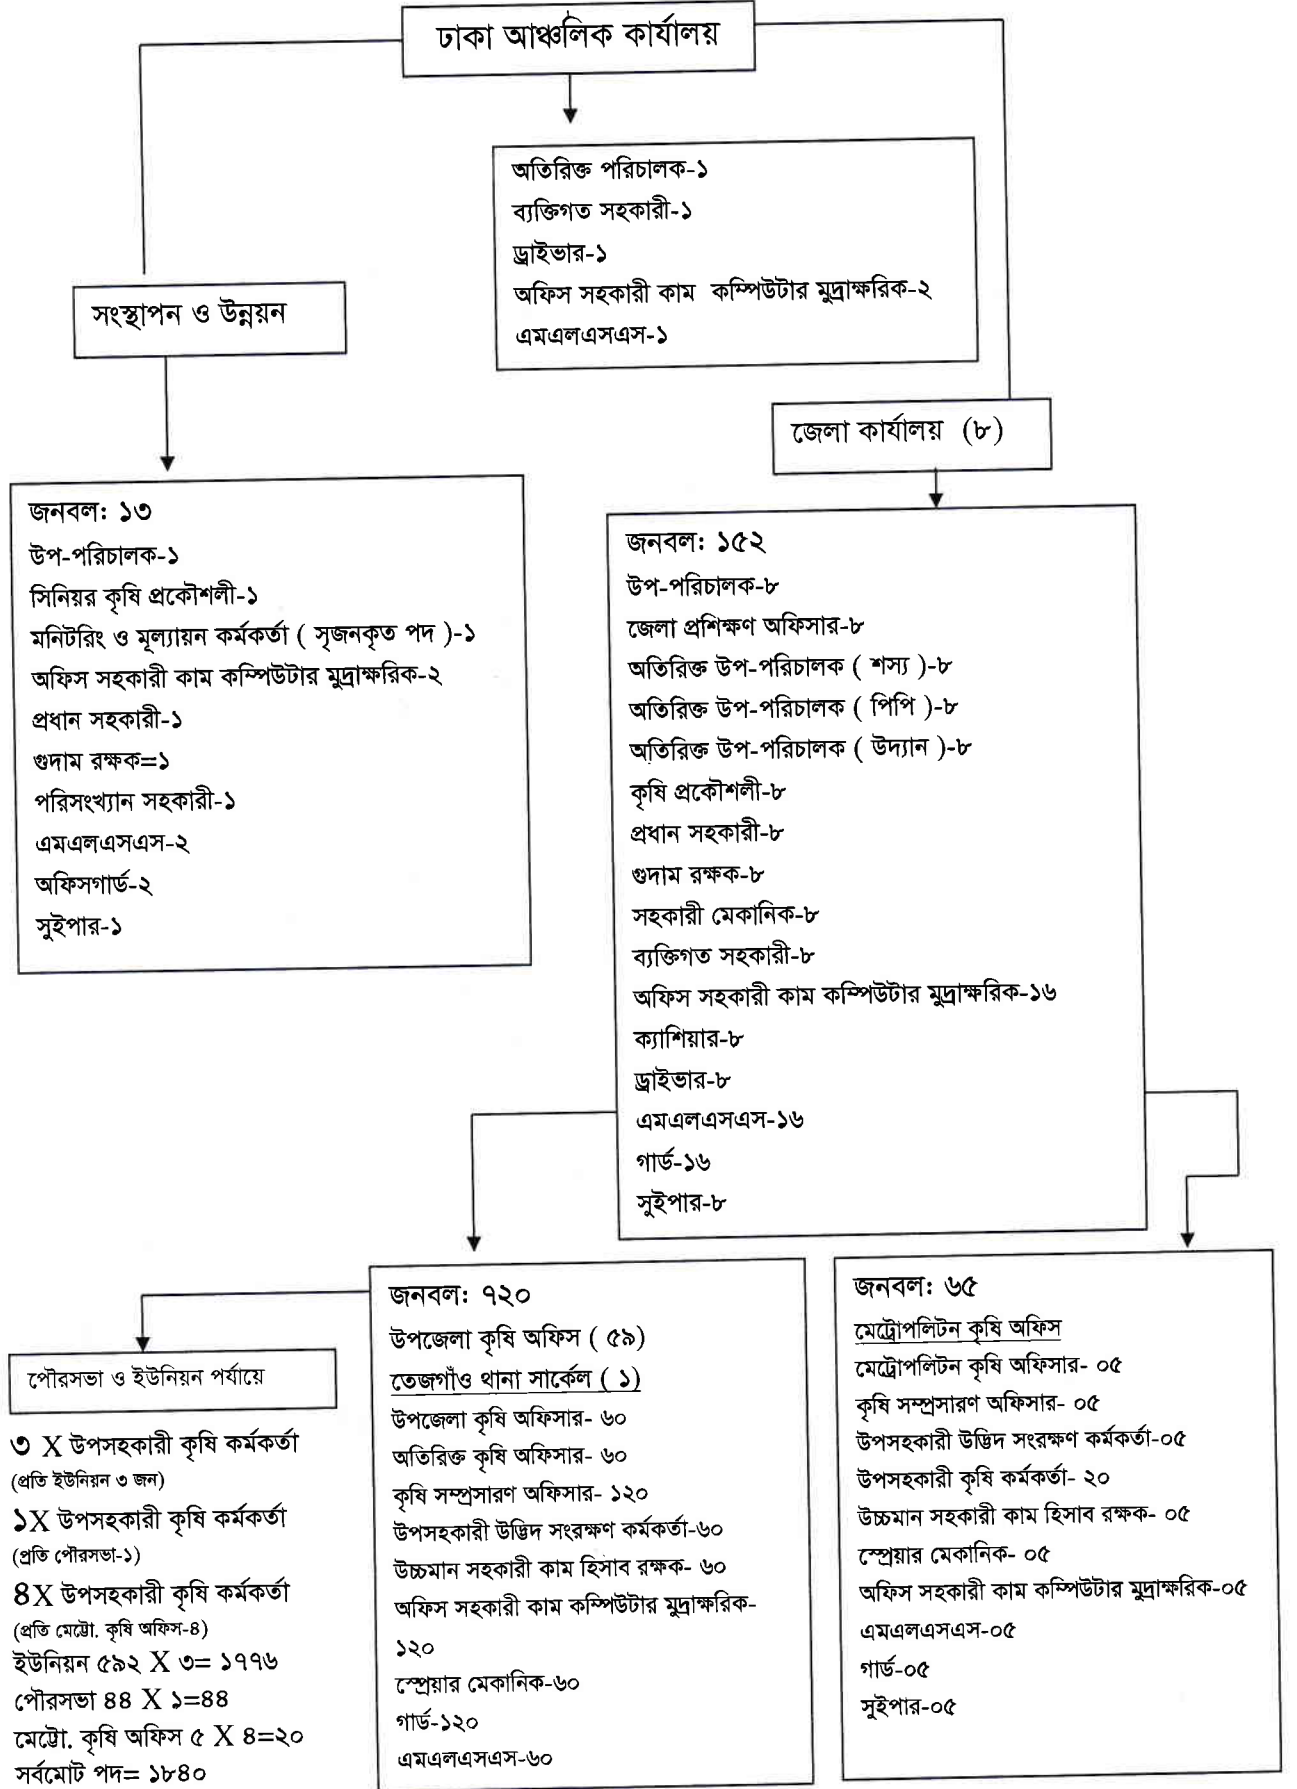 ঢাকা আঞ্চলিক কার্যালয়
অতিরিক্ত পরিচালক-১
ব্যক্তিগত সহকারী-১
ড্রাইভার-১
অফিস সহকারী কাম কম্পিউটার মুদ্রাক্ষরিক-২
এমএলএসএস-১
সংস্থাপন ও উন্নয়ন
জেলা কার্যালয় (৮)
জনবল: ১৩
উপ-পরিচালক-১
সিনিয়র কৃষি প্রকৌশলী-১
মনিটরিং ও মূল্যায়ন কর্মকর্তা ( সৃজনকৃত পদ )-১
অফিস সহকারী কাম কম্পিউটার মুদ্রাক্ষরিক-২
প্রধান সহকারী-১
গুদাম রক্ষক=১
পরিসংখ্যান সহকারী-১
এমএলএসএস-২
অফিসগার্ড-২
সুইপার-১
জনবল: ১৫২
উপ-পরিচালক-৮
জেলা প্রশিক্ষণ অফিসার-৮
অতিরিক্ত উপ-পরিচালক ( শস্য )-৮
অতিরিক্ত উপ-পরিচালক ( পিপি )-৮
অতিরিক্ত উপ-পরিচালক ( উদ্যান )-৮
কৃষি প্রকৌশলী-৮
প্রধান সহকারী-৮
গুদাম রক্ষক-৮
সহকারী মেকানিক-৮
ব্যক্তিগত সহকারী-৮
অফিস সহকারী কাম কম্পিউটার মুদ্রাক্ষরিক-১৬
ক্যাশিয়ার-৮
ড্রাইভার-৮
এমএলএসএস-১৬
গার্ড-১৬
সুইপার-৮
পৌরসভা ও ইউনিয়ন পর্যায়ে
৩ X উপসহকারী কৃষি কর্মকর্তা
(প্রতি ইউনিয়ন ৩ জন)
১X উপসহকারী কৃষি কর্মকর্তা
(প্রতি পৌরসভা-১)
৪X উপসহকারী কৃষি কর্মকর্তা
(প্রতি মেট্টো. কৃষি অফিস-৪)
ইউনিয়ন ৫৯২ X ৩= ১৭৭৬
পৌরসভা ৪৪ X ১=৪৪
মেট্টো. কৃষি অফিস ৫ X ৪=২০
সর্বমোট পদ= ১৮৪০
জনবল: ৭২০
উপজেলা কৃষি অফিস ( ৫৯)
তেজগাঁও থানা সার্কেল ( ১)
উপজেলা কৃষি অফিসার- ৬০
অতিরিক্ত কৃষি অফিসার- ৬০
কৃষি সম্প্রসারণ অফিসার- ১২০
উপসহকারী উদ্ভিদ সংরক্ষণ কর্মকর্তা-৬০
উচ্চমান সহকারী কাম হিসাব রক্ষক- ৬০
অফিস সহকারী কাম কম্পিউটার মুদ্রাক্ষরিক-
১২০
স্প্রেয়ার মেকানিক-৬০
গার্ড-১২০
এমএলএসএস-৬০
জনবল: ৬৫
মেট্রোপলিটন কৃষি অফিস
মেট্রোপলিটন কৃষি অফিসার- ০৫
কৃষি সম্প্রসারণ অফিসার- ০৫
উপসহকারী উদ্ভিদ সংরক্ষণ কর্মকর্তা-০৫
উপসহকারী কৃষি কর্মকর্তা- ২০
উচ্চমান সহকারী কাম হিসাব রক্ষক- ০৫
স্প্রেয়ার মেকানিক- ০৫
অফিস সহকারী কাম কম্পিউটার মুদ্রাক্ষরিক-০৫
এমএলএসএস-০৫
গার্ড-০৫
সুইপার-০৫